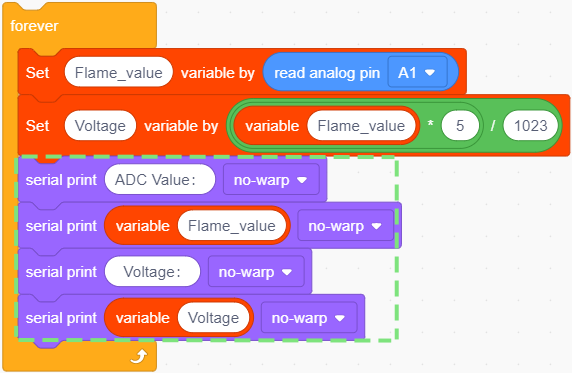 forever
Set Flame_value variable by read analog pin A1
Set Voltage variable by variable Flame_value * 5 / 1023
serial print ADC Value: no-warp
serial print variable Flame_value no-warp
serial print Voltage: no-warp
serial print variable Voltage no-warp